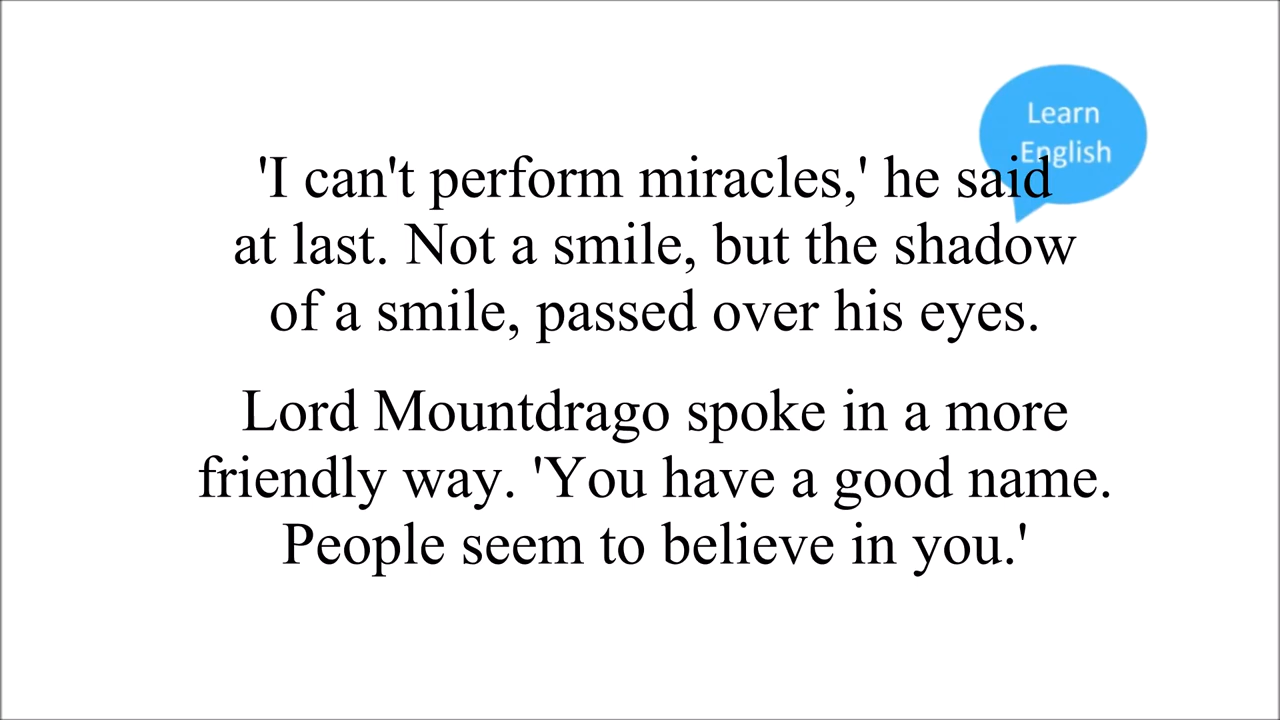 Learn
English
'I can't perform miracles,' he said
at last. Not a smile, but the shadow
of a smile, passed over his eyes.
Lord Mountdrago spoke in a more
friendly way. 'You have a good name.
People seem to believe in you.'